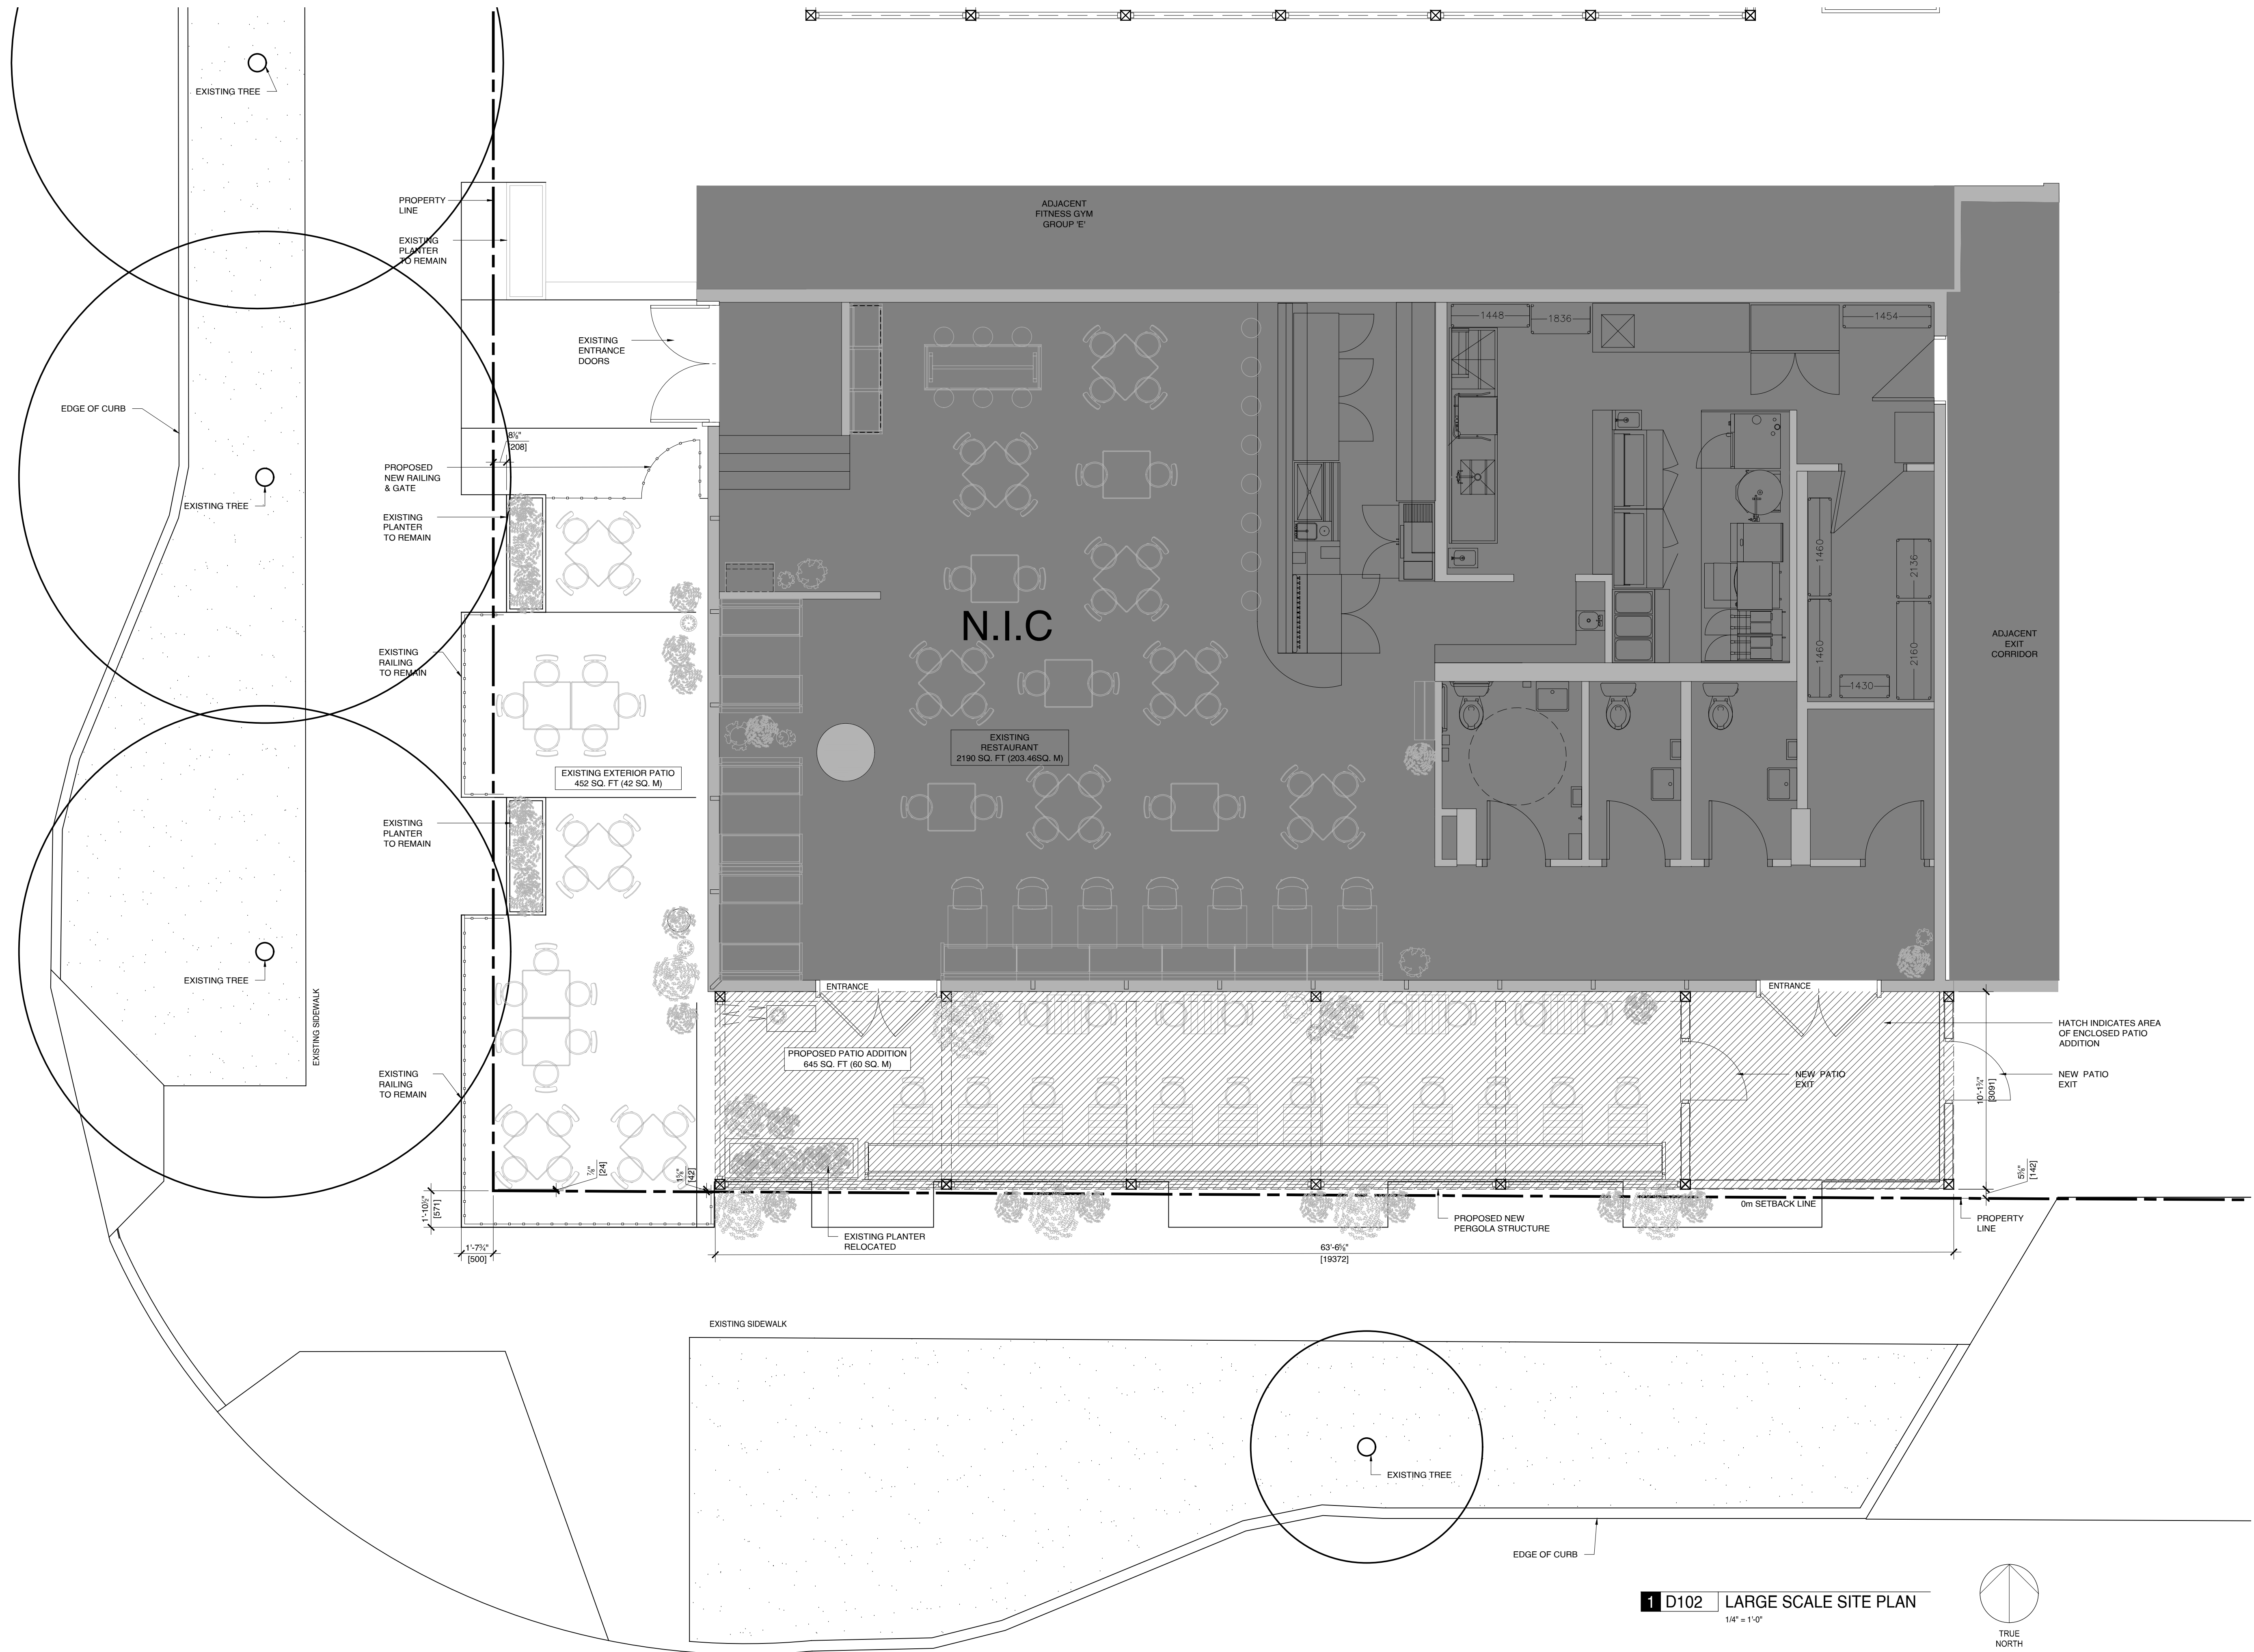 EXISTING TREE
PROPERTY
LINE
EXISTING
PLANTER
TO REMAIN
ADJACENT
FITNESS GYM
GROUP 'E'
EXISTING
ENTRANCE
DOORS
1448
1836
1454
EDGE OF CURB
8⅛"
[208]
PROPOSED
NEW RAILING
& GATE
EXISTING TREE
EXISTING
PLANTER
TO REMAIN
1460
2136
N.I.C
EXISTING
RAILING
TO REMAIN
1460
2160
1430
ADJACENT
EXIT
CORRIDOR
EXISTING
RESTAURANT
2190 SQ. FT (203.46SQ. M)
EXISTING EXTERIOR PATIO
452 SQ. FT (42 SQ. M)
EXISTING
PLANTER
TO REMAIN
EXISTING TREE
EXISTING SIDEWALK
ENTRANCE
ENTRANCE
PROPOSED PATIO ADDITION
645 SQ. FT (60 SQ. M)
HATCH INDICATES AREA
OF ENCLOSED PATIO
ADDITION
EXISTING
RAILING
TO REMAIN
NEW PATIO
EXIT
NEW PATIO
EXIT
10'-1¾"
[3091]
⅞"
[24]
1⅝"
[42]
5⅝"
[142]
1'-10½"
[571]
0m SETBACK LINE
PROPOSED NEW
PERGOLA STRUCTURE
PROPERTY
LINE
EXISTING PLANTER
RELOCATED
1'-7¾"
[500]
63'-6⅝"
[19372]
EXISTING SIDEWALK
EXISTING TREE
EDGE OF CURB
1 D102 LARGE SCALE SITE PLAN
1/4" = 1'-0"
TRUE
NORTH